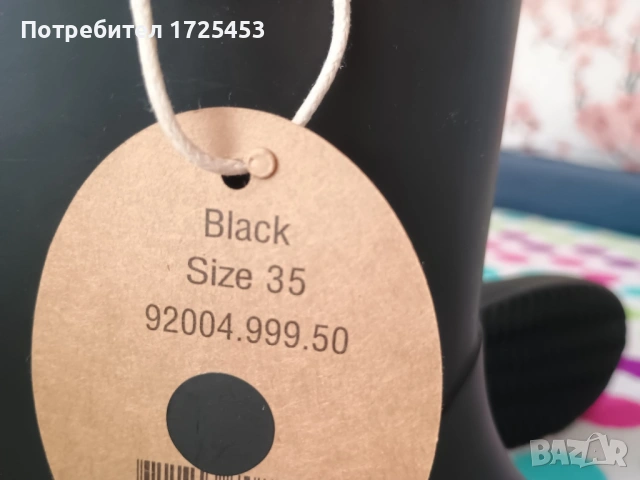 Потребител 1725453
Black
Size 35
92004.999.50
BAZAR